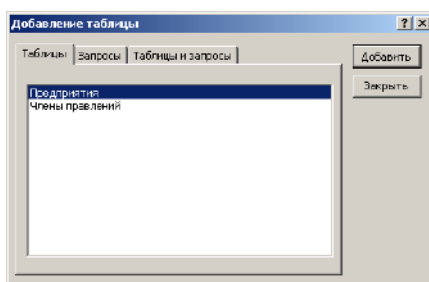 Добавление таблицы
Таблицы Запросы Таблицы и запросы
Добавить
Закрыть
Предприятия
Члены правлений